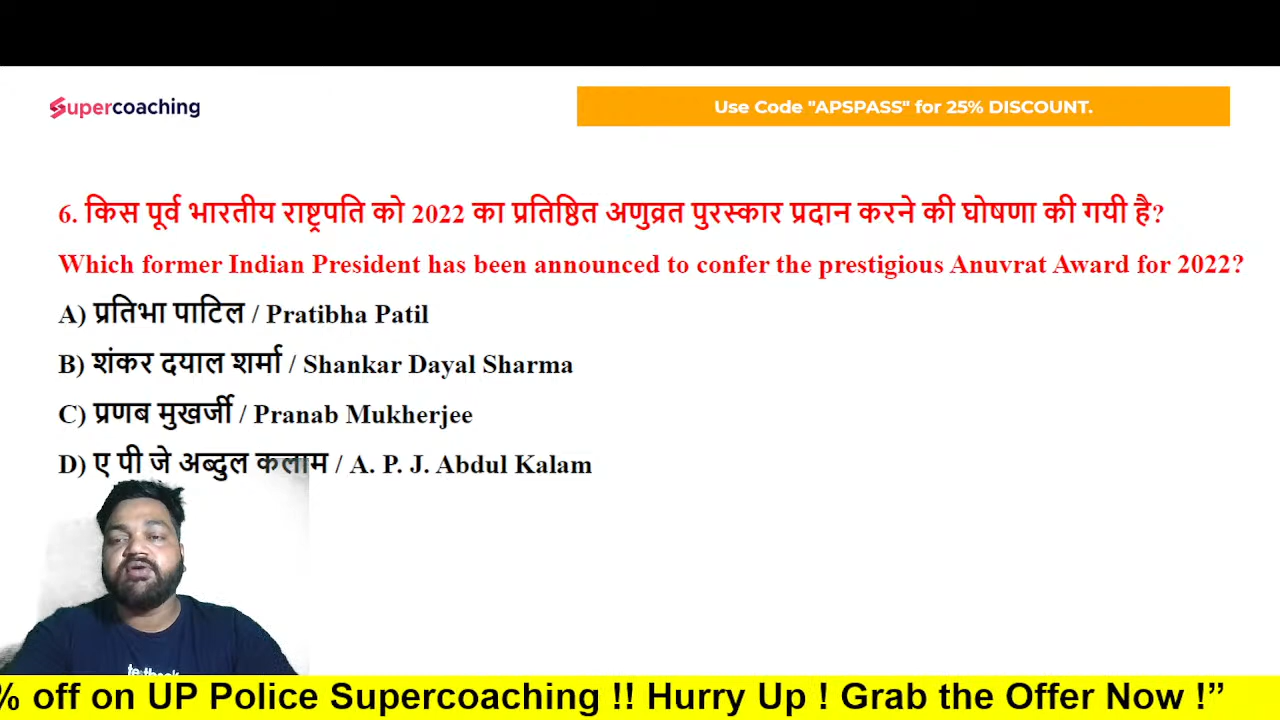 Supercoaching
Use Code "APSPASS" for 25% DISCOUNT.
6. किस पूर्व भारतीय राष्ट्रपति को 2022 का प्रतिष्ठित अणुव्रत पुरस्कार प्रदान करने की घोषणा की गयी है?
Which former Indian President has been announced to confer the prestigious Anuvrat Award for 2022?
A) प्रतिभा पाटिल / Pratibha Patil
B) शंकर दयाल शर्मा / Shankar Dayal Sharma
C) प्रणब मुखर्जी / Pranab Mukherjee
D) ए पी जे अब्दुल कलाम / A. P. J. Abdul Kalam
% off on UP Police Supercoaching !! Hurry Up ! Grab the Offer Now !”